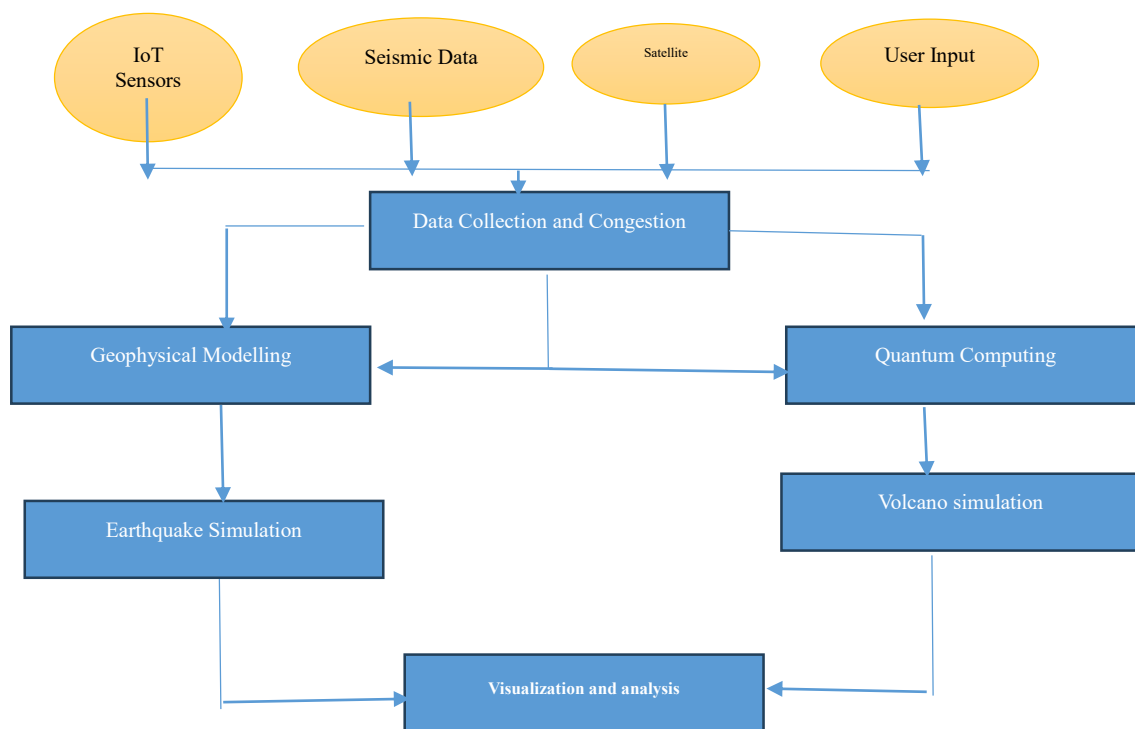 IoT
Sensors
Seismic Data
Satellite
User Input
Data Collection and Congestion
Geophysical Modelling
Quantum Computing
Earthquake Simulation
Volcano simulation
Visualization and analysis